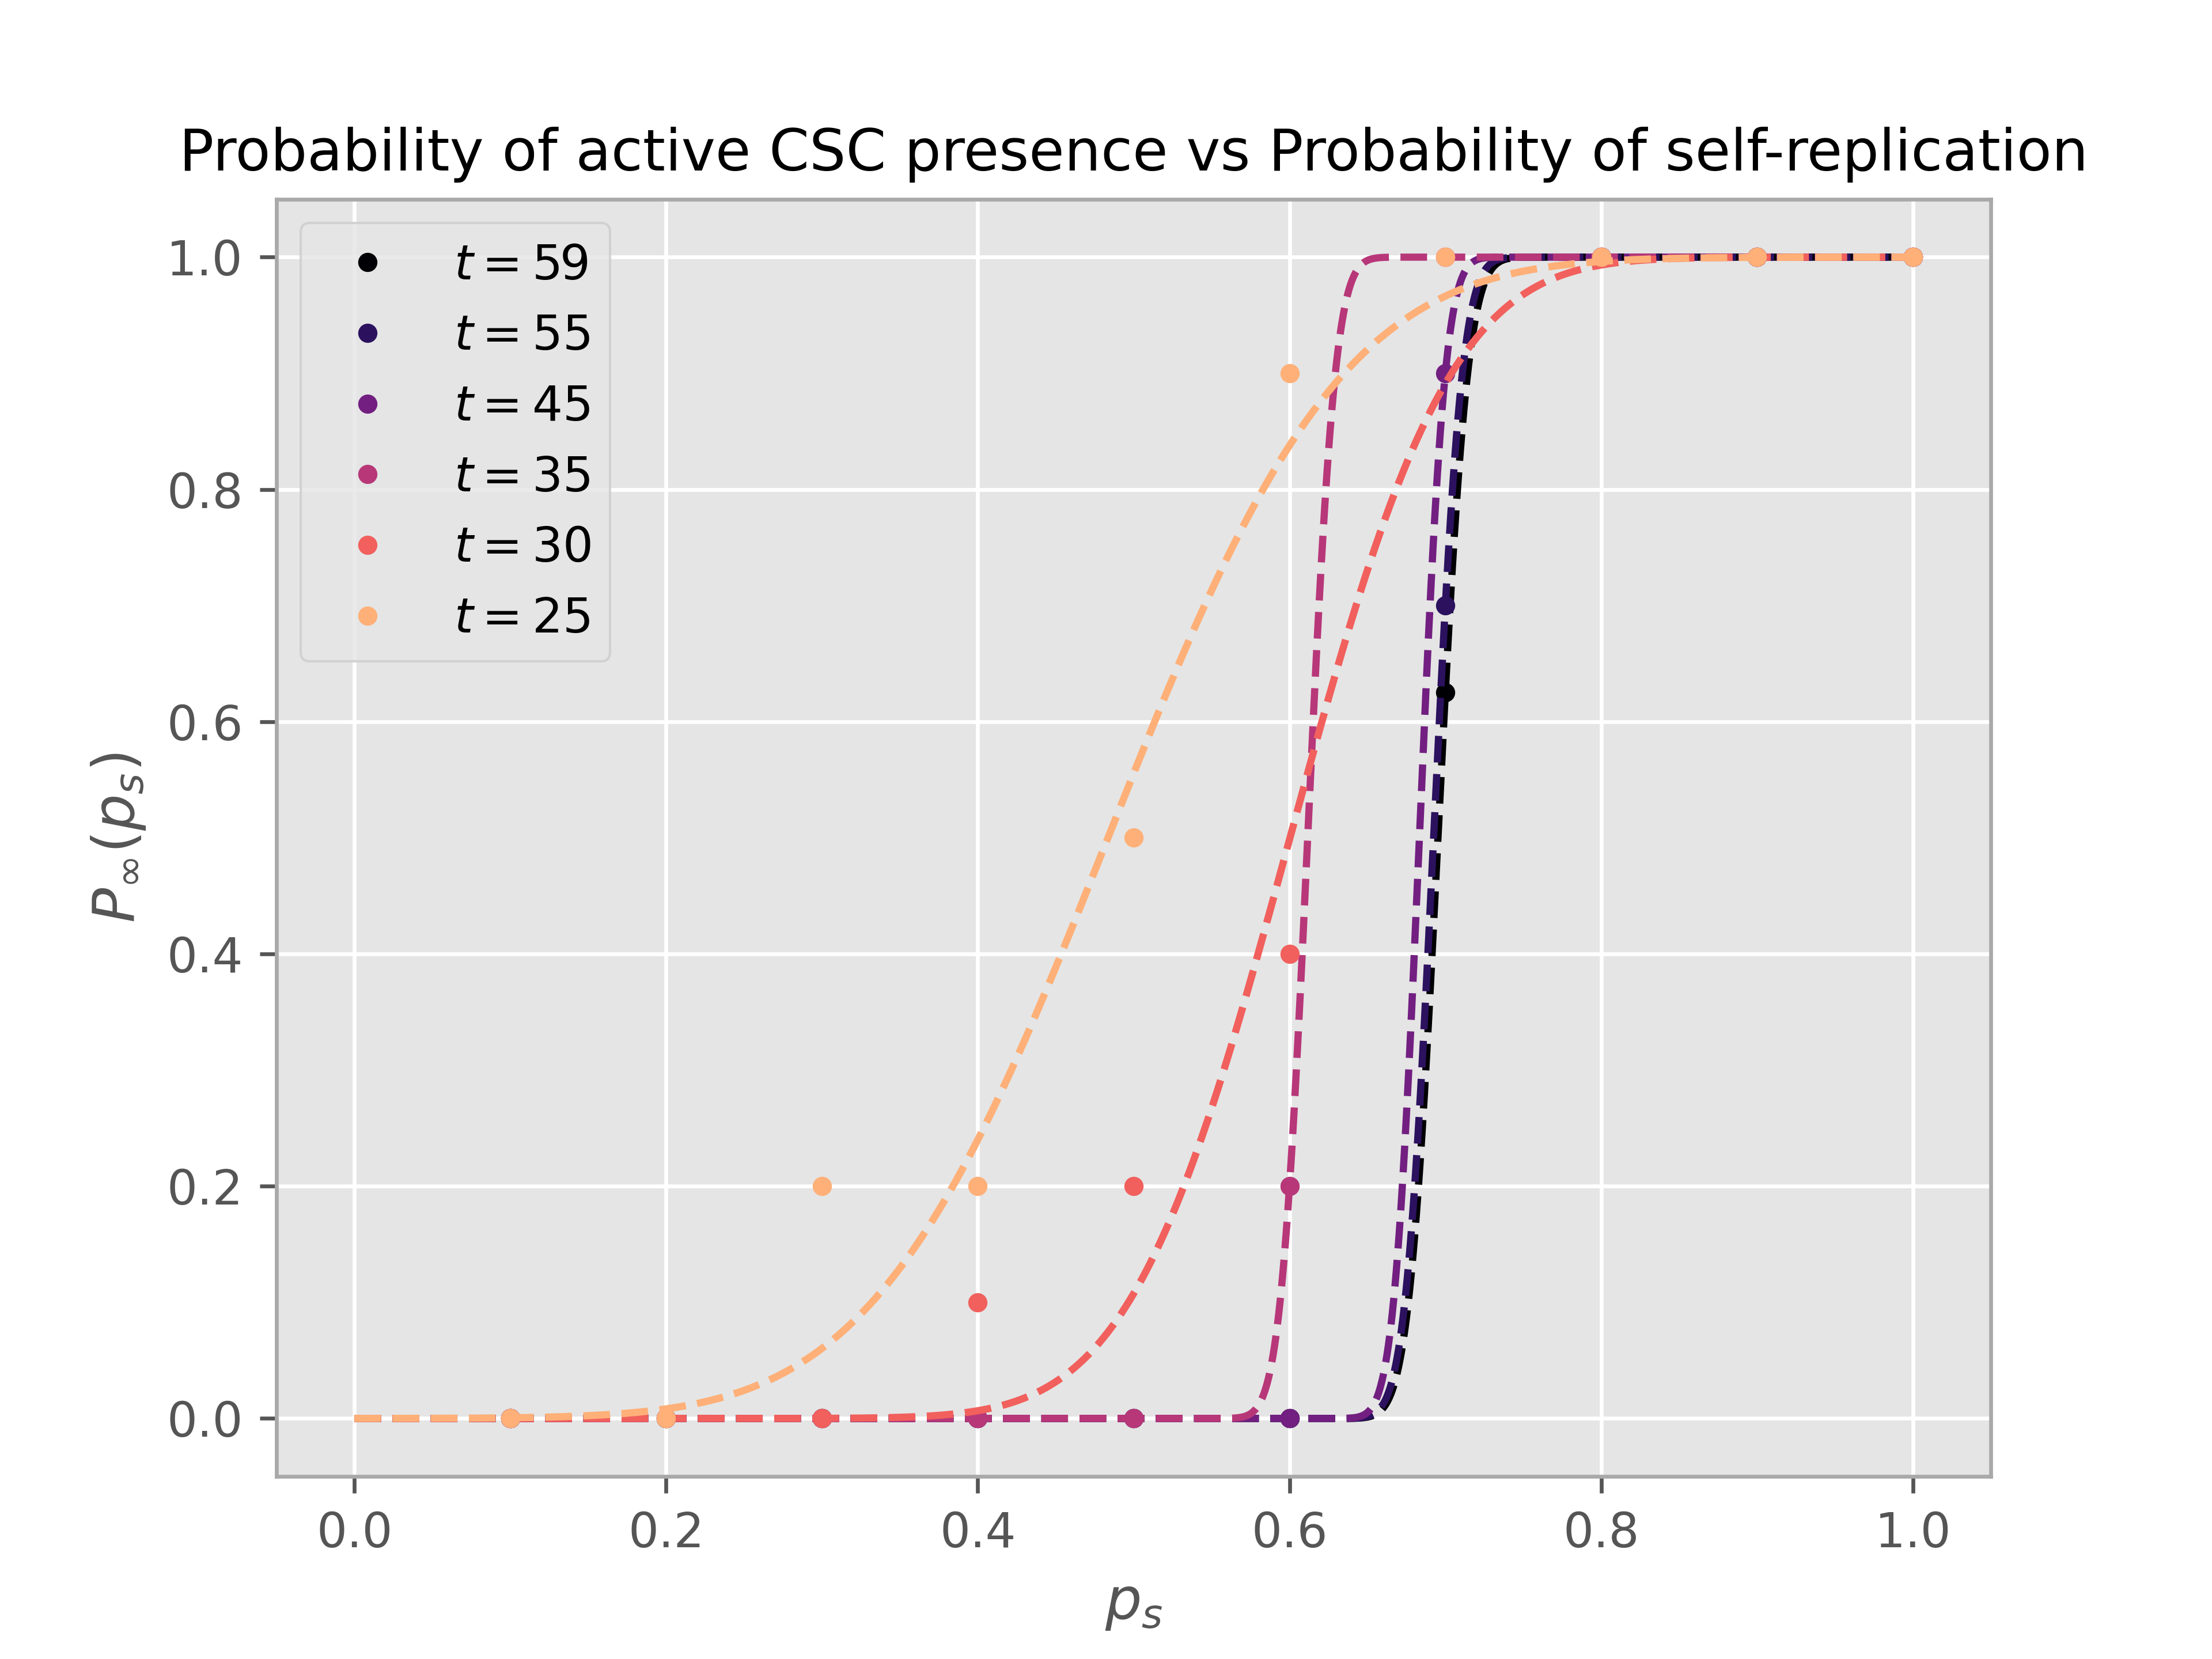 Probability of active CSC presence vs Probability of self-replication
1.0
0.8
0.6
0.4
0.2
0.0
P∞(pₛ)
t = 59
t = 55
t = 45
t = 35
t = 30
t = 25
0.0 0.2 0.4 0.6 0.8 1.0
pₛ